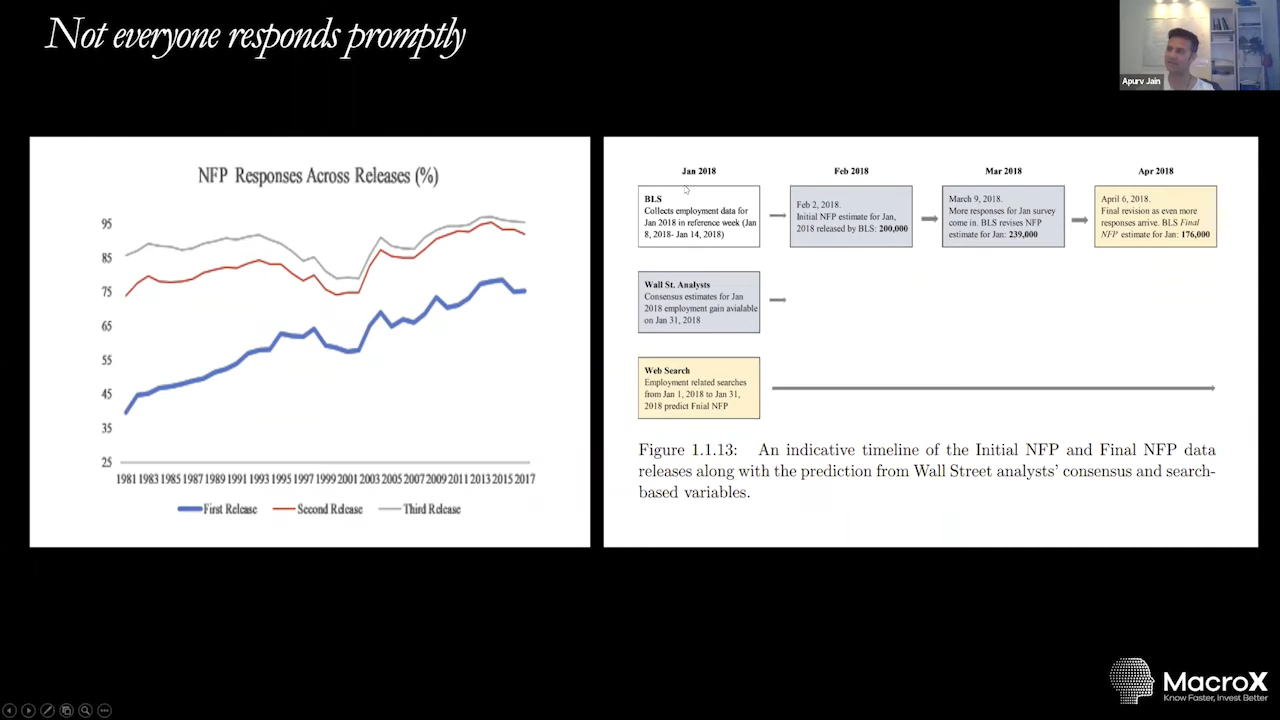 Not everyone responds promptly
Apurv Jain
NFP Responses Across Releases (%)
95
85
75
65
55
45
35
25
1981 1983 1985 1987 1989 1991 1993 1995 1997 1999 2001 2003 2005 2007 2009 2011 2013 2015 2017
First Release
Second Release
Third Release
Jan 2018
Feb 2018
Mar 2018
Apr 2018
BLS
Collects employment data for
Jan 2018 in reference week (Jan
8, 2018- Jan 14, 2018)
Feb 2, 2018.
Initial NFP estimate for Jan,
2018 released by BLS: 200,000
March 9, 2018.
More responses for Jan survey
come in. BLS revises NFP
estimate for Jan: 239,000
April 6, 2018.
Final revision as even more
responses arrive. BLS Final
NFP estimate for Jan: 176,000
Wall St. Analysts
Consensus estimates for Jan
2018 employment gain avialable
on Jan 31, 2018
Web Search
Employment related searches
from Jan 1, 2018 to Jan 31,
2018 predict Fnial NFP
Figure 1.1.13: An indicative timeline of the Initial NFP and Final NFP data
releases along with the prediction from Wall Street analysts' consensus and search-
based variables.
MacroX
Know Faster, Invest Better